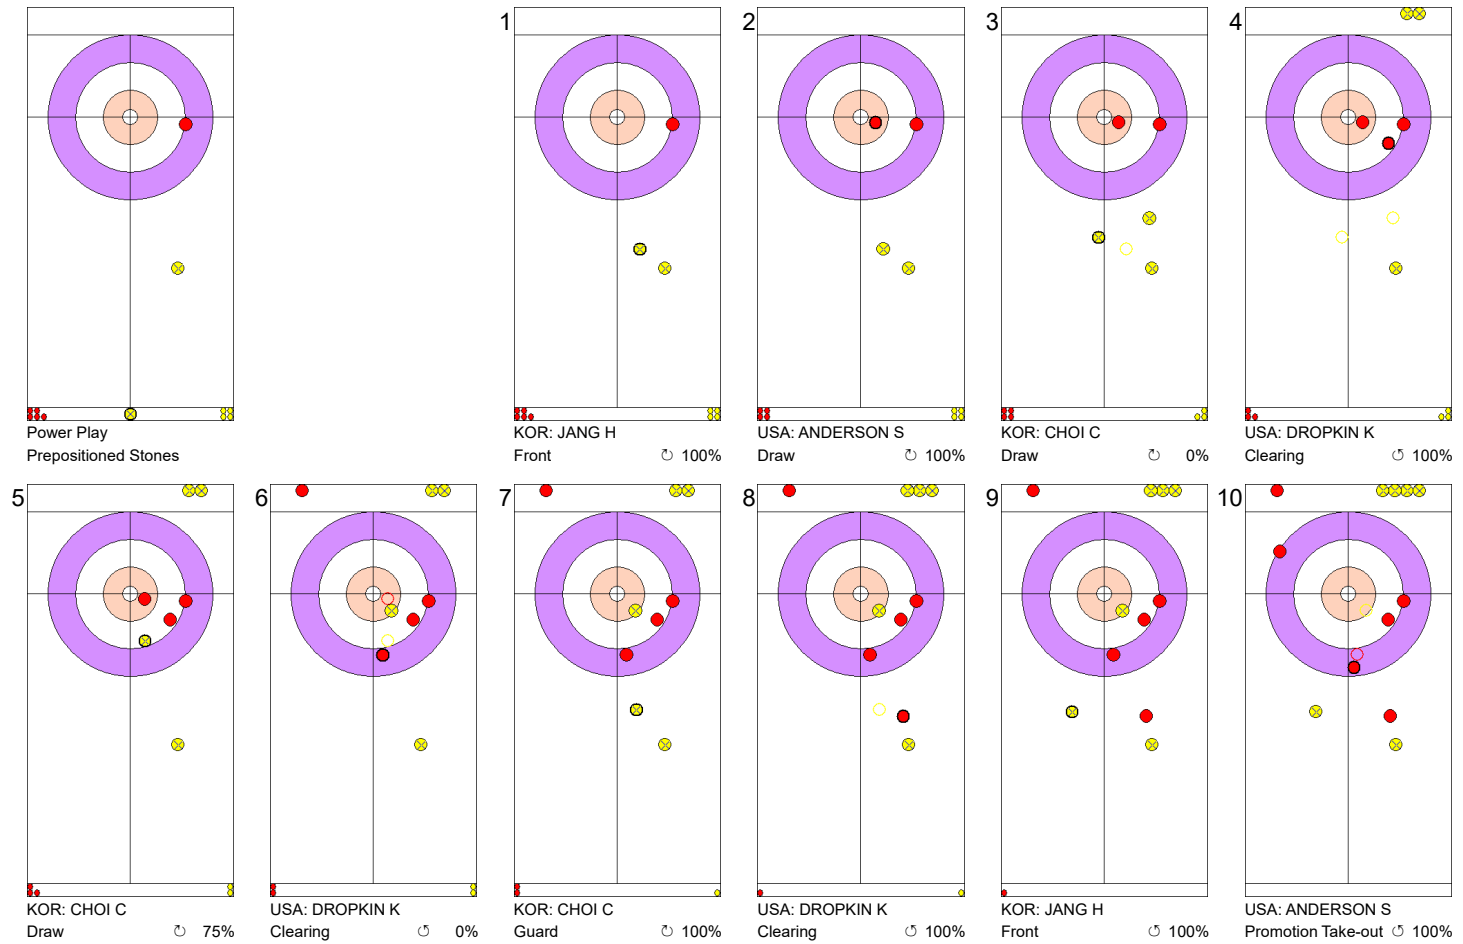 1
2
3
4
Power Play
Prepositioned Stones
KOR: JANG H
Front ↻ 100%
USA: ANDERSON S
Draw ↻ 100%
KOR: CHOI C
Draw ↻ 0%
USA: DROPKIN K
Clearing ↺ 100%
5
6
7
8
9
10
KOR: CHOI C
Draw ↻ 75%
USA: DROPKIN K
Clearing ↺ 0%
KOR: CHOI C
Guard ↻ 100%
USA: DROPKIN K
Clearing ↺ 100%
KOR: JANG H
Front ↻ 100%
USA: ANDERSON S
Promotion Take-out ↺ 100%